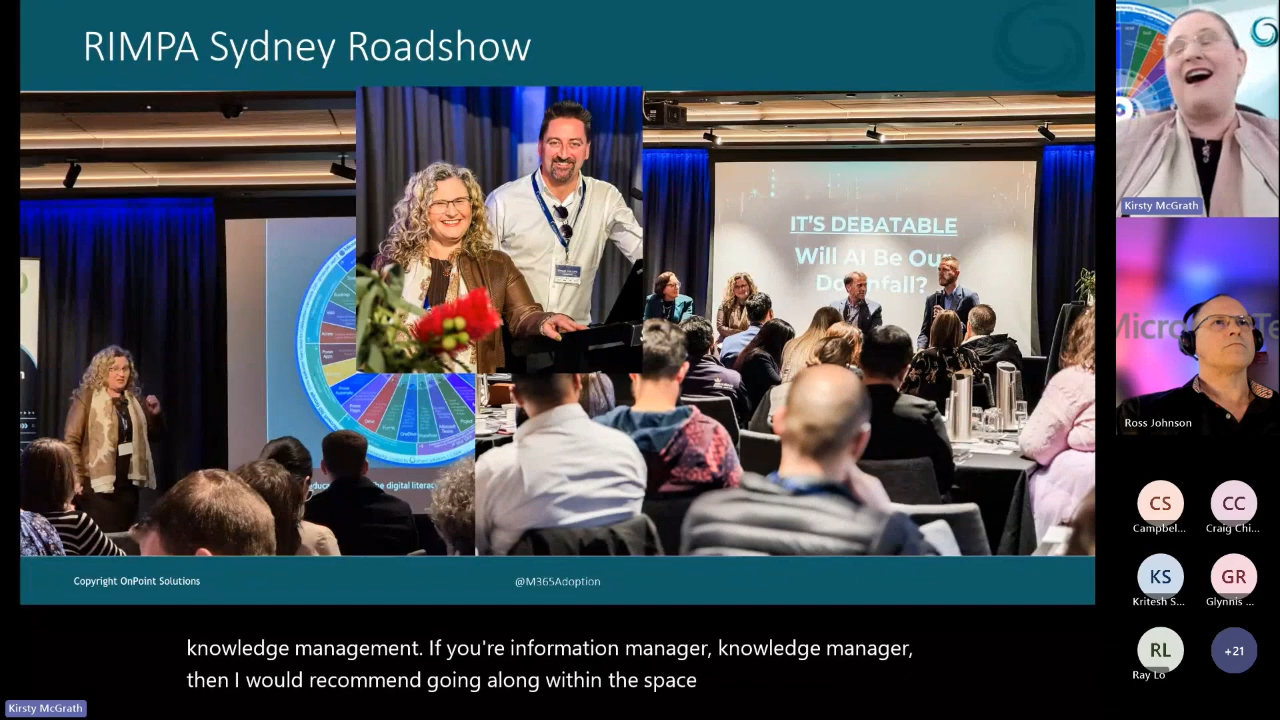 RIMPA Sydney Roadshow
IT'S DEBATABLE
Will AI Be Our
Downfall?
Copyright OnPoint Solutions
@M365Adoption
knowledge management. If you're information manager, knowledge manager,
then I would recommend going along within the space
Kirsty McGrath
Kirsty McGrath
Ross Johnson
CS
CC
Campbel...
Craig Chi...
KS
GR
Kritesh S...
Glynnis ...
RL
+21
Ray Lo